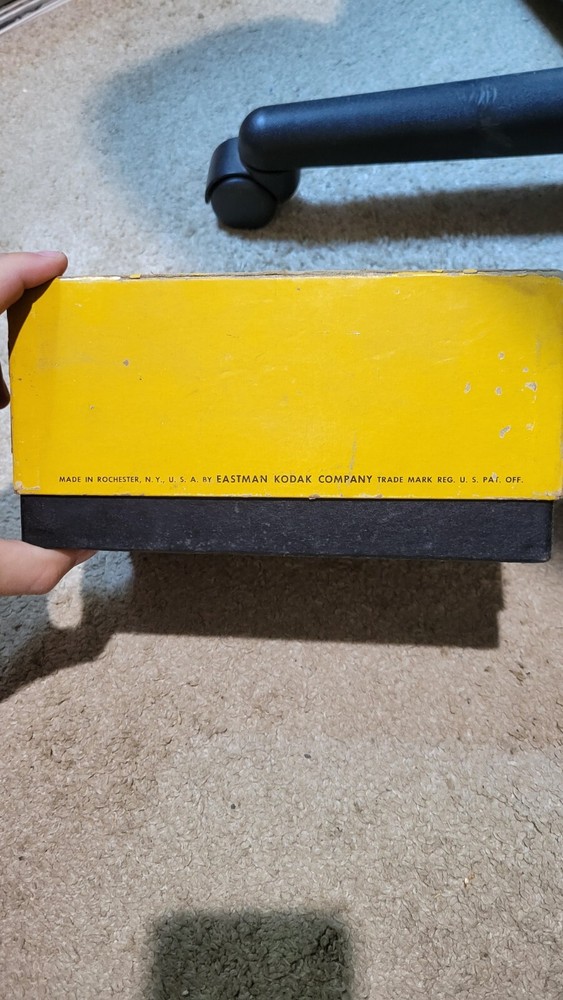 MADE IN ROCHESTER, N. Y., U. S. A. BY EASTMAN KODAK COMPANY TRADE MARK REG. U. S. PAT. OFF.